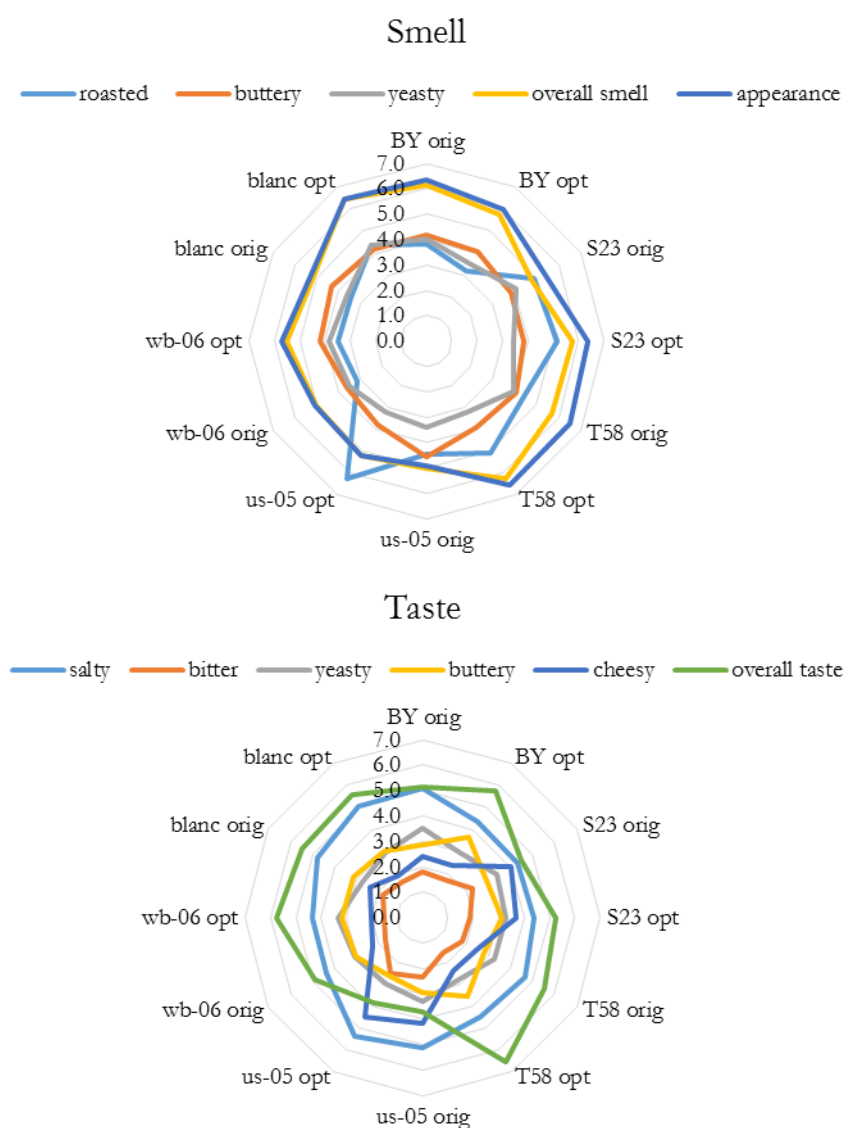 Smell
roasted buttery yeasty overall smell appearance
BY orig
7.0
blanc opt 6.0 BY opt
5.0
blanc orig 4.0 S23 orig
3.0
2.0
1.0
wb-06 opt 0.0 S23 opt
wb-06 orig T58 orig
us-05 opt T58 opt
us-05 orig
Taste
salty bitter yeasty buttery cheesy overall taste
BY orig
7.0
blanc opt 6.0 BY opt
5.0
4.0
blanc orig 3.0 S23 orig
2.0
1.0
wb-06 opt 0.0 S23 opt
wb-06 orig T58 orig
us-05 opt T58 opt
us-05 orig